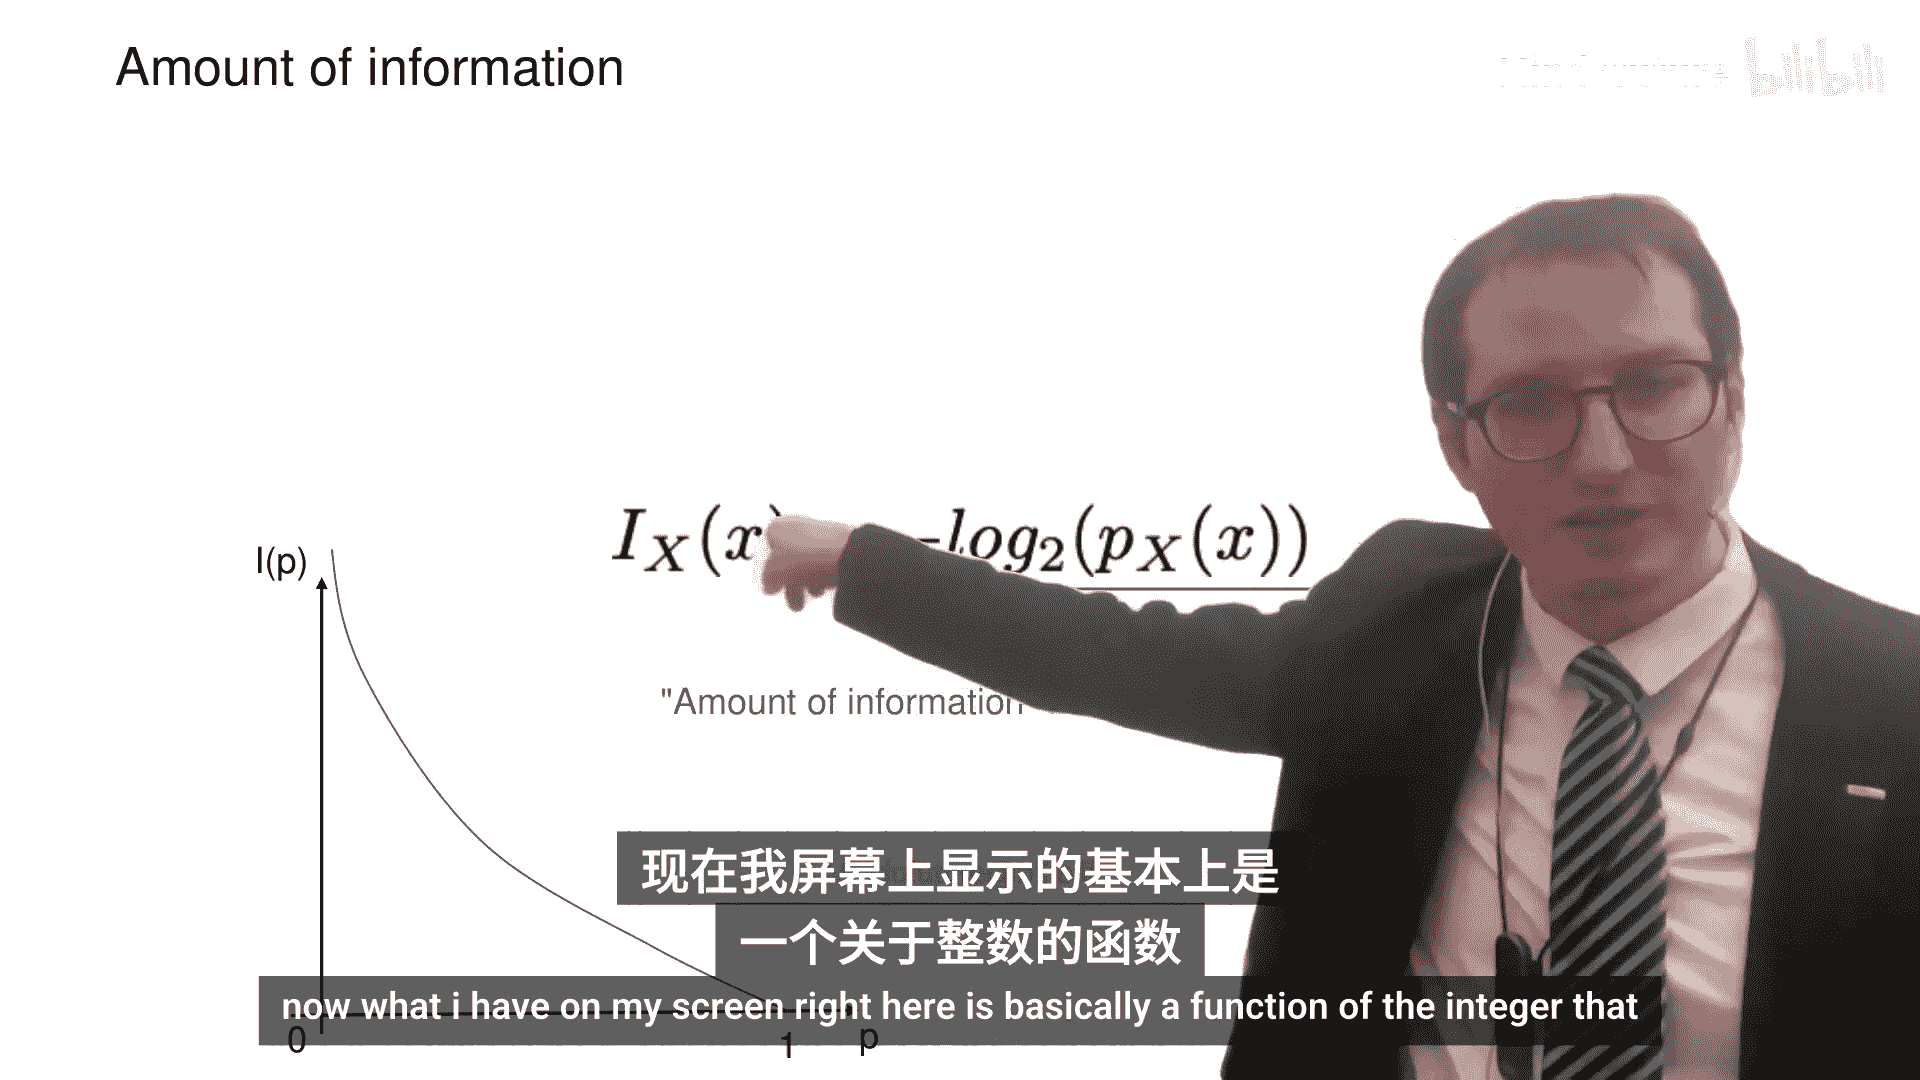 Amount of information
bilibili
I(p)
I_X(x) -log_2(p_X(x))
"Amount of information
现在我屏幕上显示的基本上是
一个关于整数的函数
now what i have on my screen right here is basically a function of the integer that
0 1 p